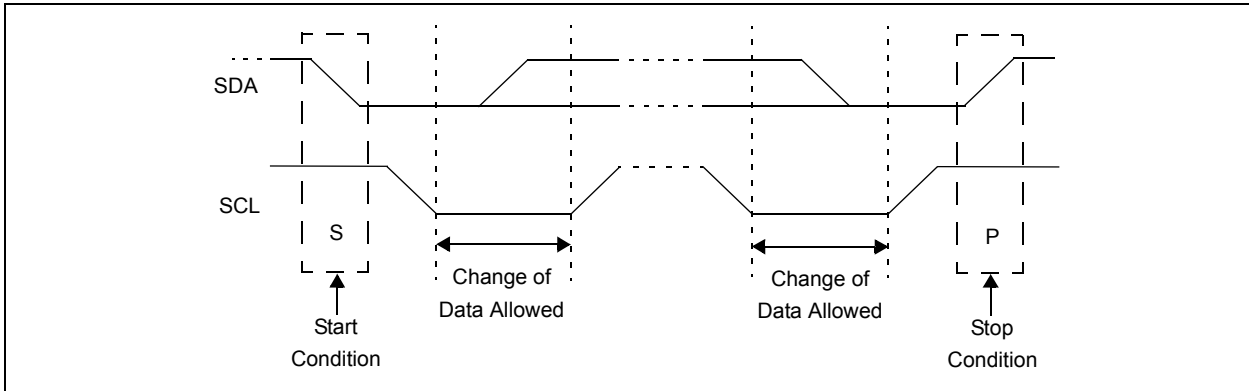 SDA
SCL
S
P
Change of
Data Allowed
Change of
Data Allowed
Start
Condition
Stop
Condition